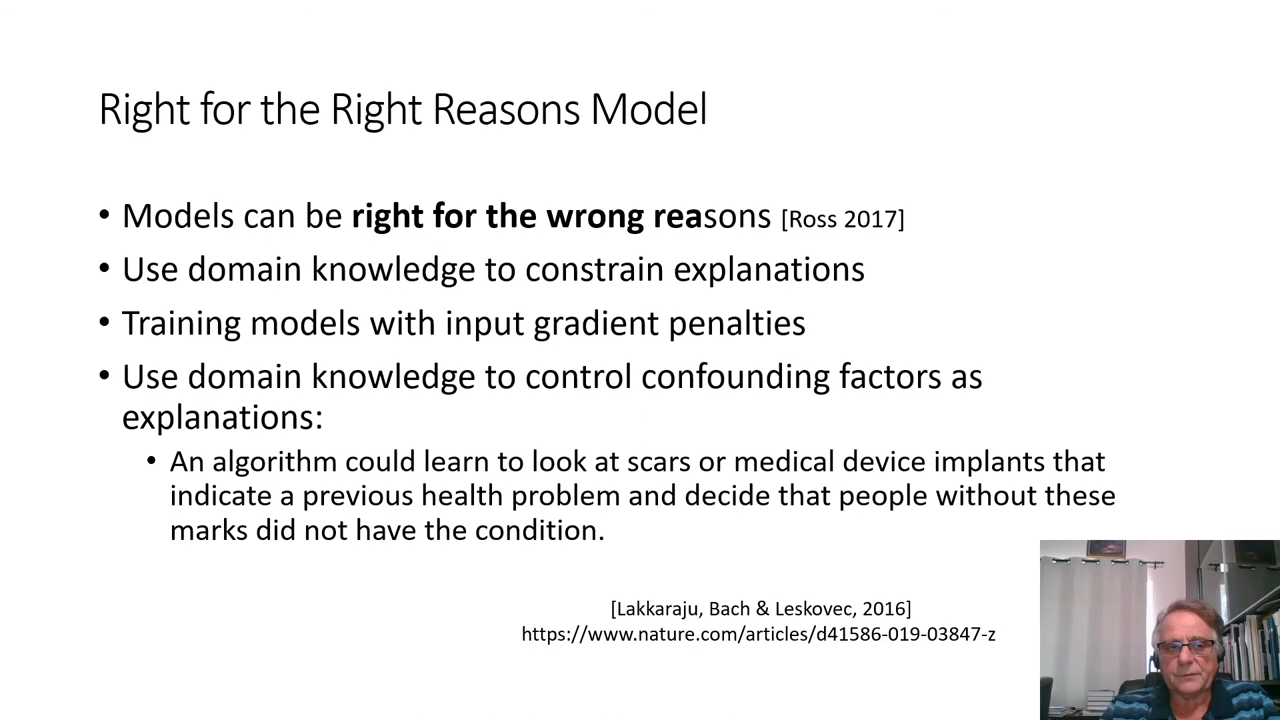 Right for the Right Reasons Model
• Models can be right for the wrong reasons [Ross 2017]
• Use domain knowledge to constrain explanations
• Training models with input gradient penalties
• Use domain knowledge to control confounding factors as
explanations:
• An algorithm could learn to look at scars or medical device implants that
indicate a previous health problem and decide that people without these
marks did not have the condition.
[Lakkaraju, Bach & Leskovec, 2016]
https://www.nature.com/articles/d41586-019-03847-z